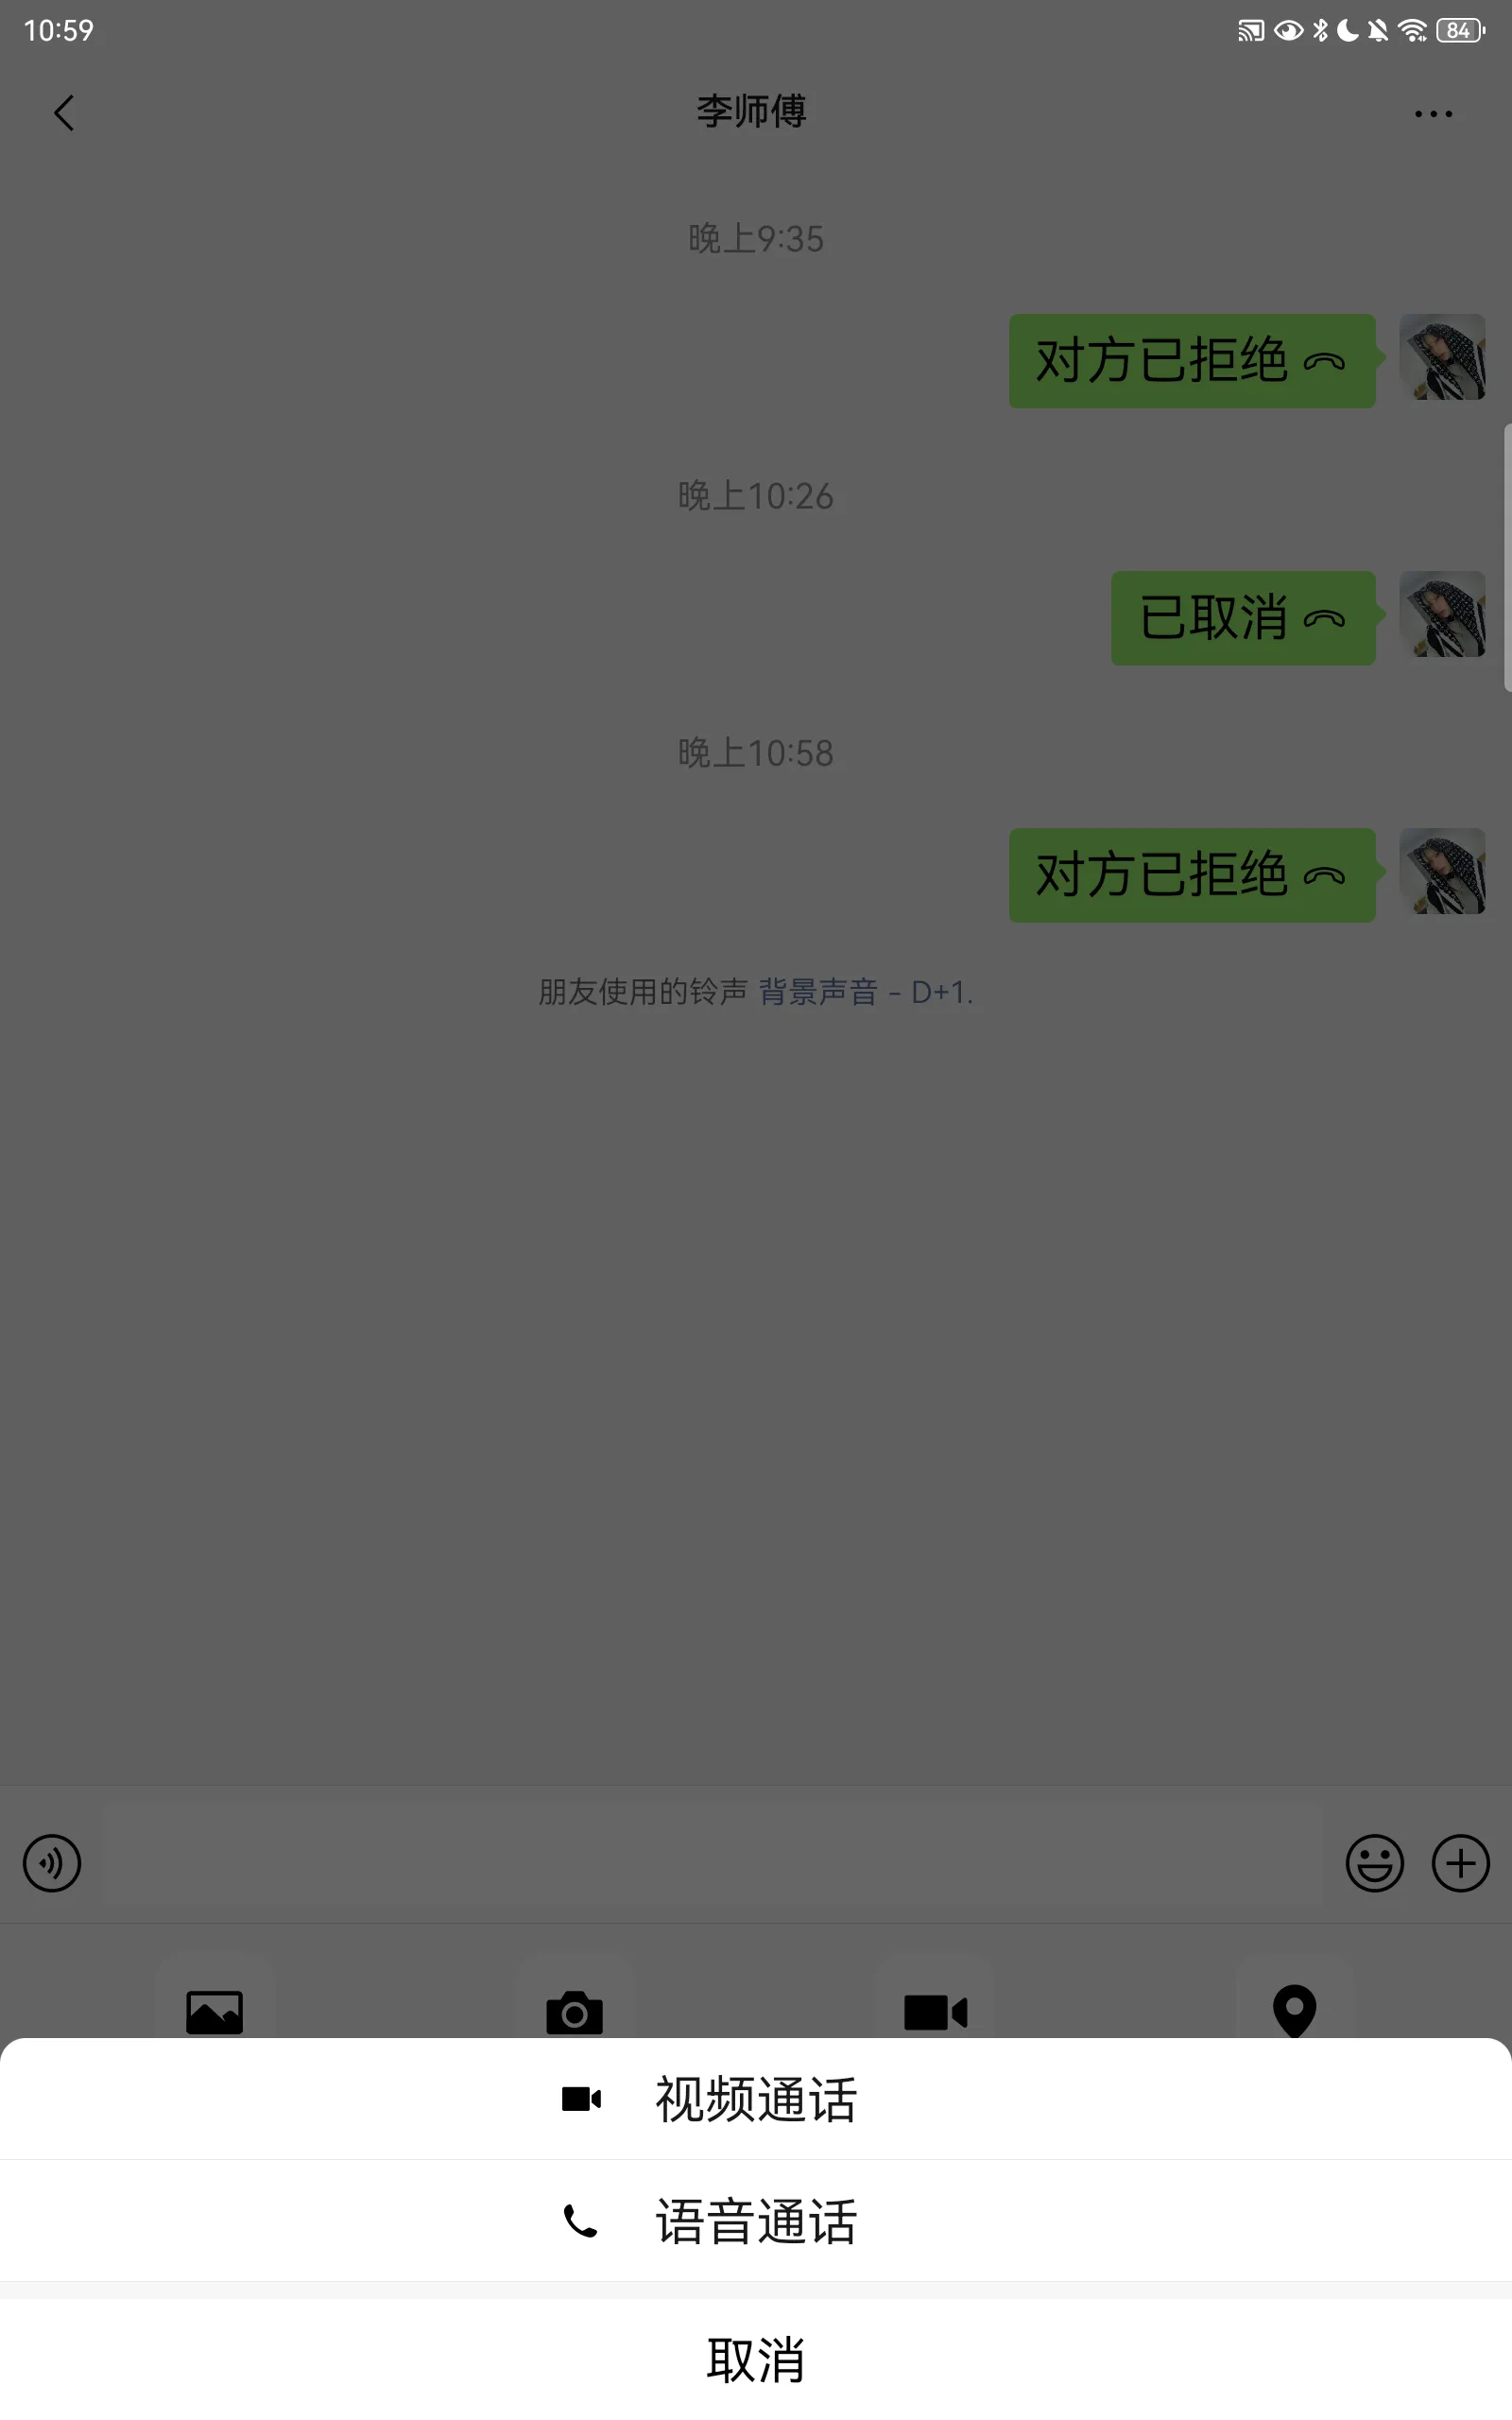 10:59
84
李师傅
晚上9:35
对方已拒绝
晚上10:26
已取消
晚上10:58
对方已拒绝
朋友使用的铃声 背景声音 - D+1.
视频通话
语音通话
取消